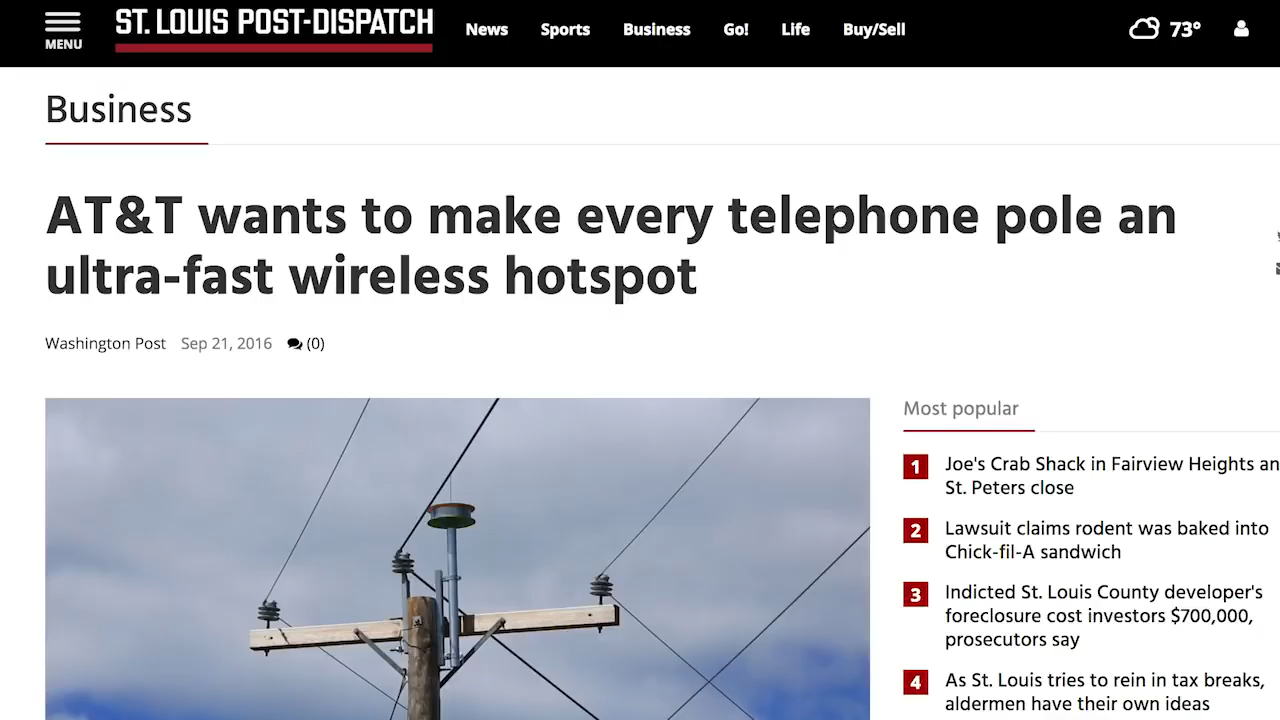 MENU
ST. LOUIS POST-DISPATCH
News Sports Business Go! Life Buy/Sell
73°
Business
AT&T wants to make every telephone pole an
ultra-fast wireless hotspot
Washington Post Sep 21, 2016 (0)
Most popular
1 Joe's Crab Shack in Fairview Heights an
St. Peters close
2 Lawsuit claims rodent was baked into
Chick-fil-A sandwich
3 Indicted St. Louis County developer's
foreclosure cost investors $700,000,
prosecutors say
4 As St. Louis tries to rein in tax breaks,
aldermen have their own ideas